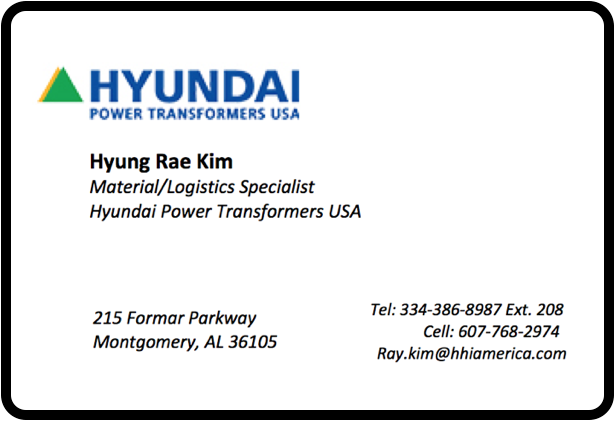 HYUNDAI
POWER TRANSFORMERS USA
Hyung Rae Kim
Material/Logistics Specialist
Hyundai Power Transformers USA
215 Formar Parkway
Montgomery, AL 36105
Tel: 334-386-8987 Ext. 208
Cell: 607-768-2974
Ray.kim@hhiamerica.com